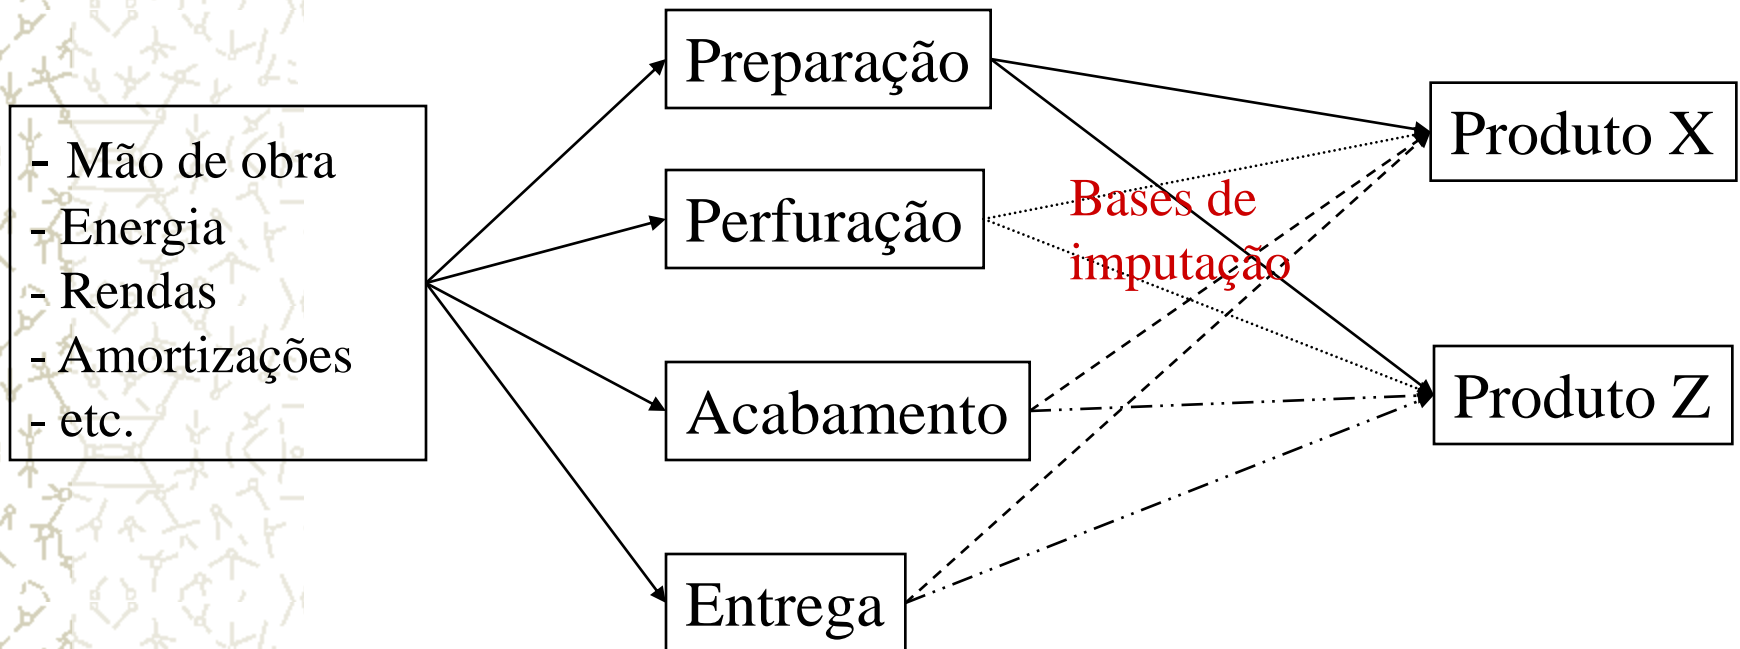 - Mão de obra
- Energia
- Rendas
- Amortizações
- etc.
Preparação
Perfuração
Acabamento
Entrega
Bases de
imputação
Produto X
Produto Z